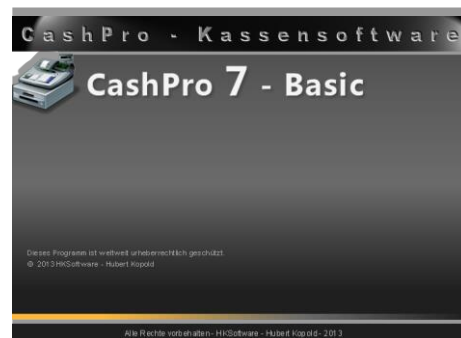 CashPro - Kassensoftware
CashPro 7 - Basic
Dieses Programm ist weltweit urheberrechtlich geschützt.
© 2013 HKSoftware - Hubert Kopold
Alle Rechte vorbehalten - HKSoftware - Hubert Kopold - 2013